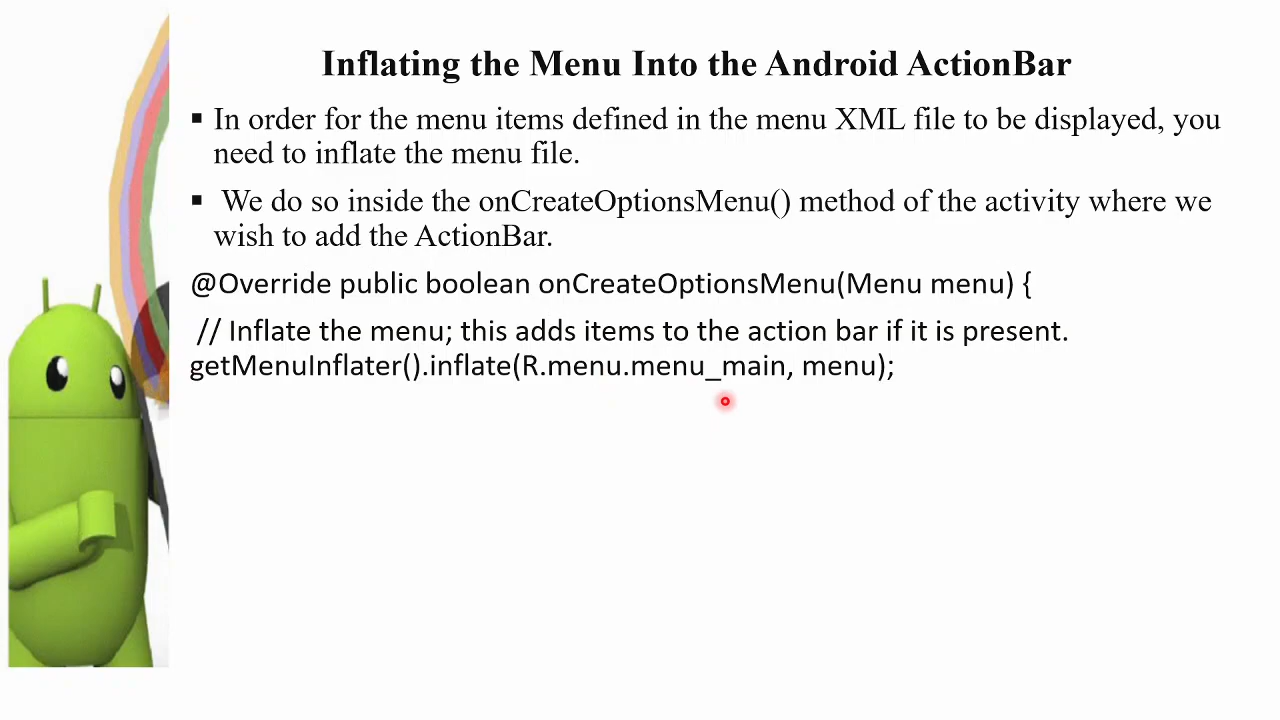 Inflating the Menu Into the Android ActionBar
▪ In order for the menu items defined in the menu XML file to be displayed, you
need to inflate the menu file.
▪ We do so inside the onCreateOptionsMenu() method of the activity where we
wish to add the ActionBar.
@Override public boolean onCreateOptionsMenu(Menu menu) {
// Inflate the menu; this adds items to the action bar if it is present.
getMenuInflater().inflate(R.menu.menu_main, menu);